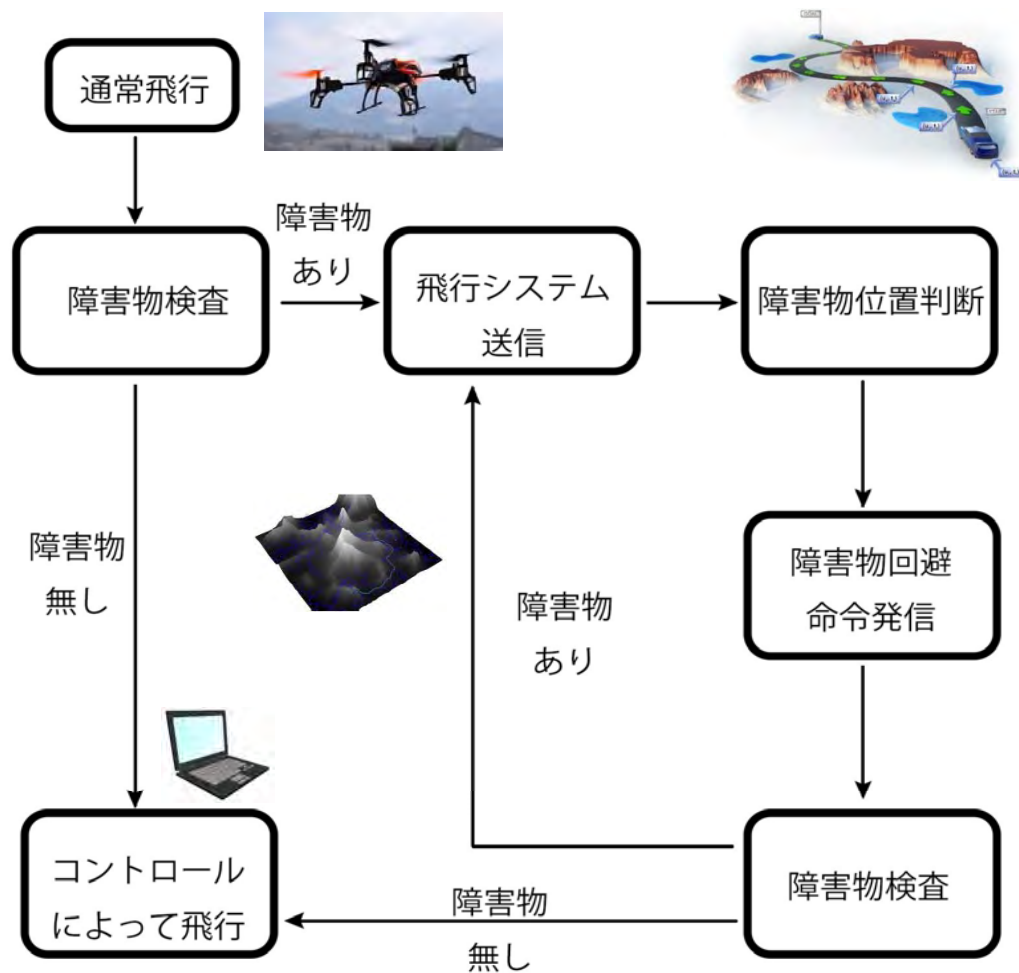 通常飛行
障害物
あり
障害物検査
飛行システム
送信
障害物位置判断
障害物
無し
障害物
あり
障害物回避
命令発信
コントロール
によって飛行
障害物
無し
障害物検査